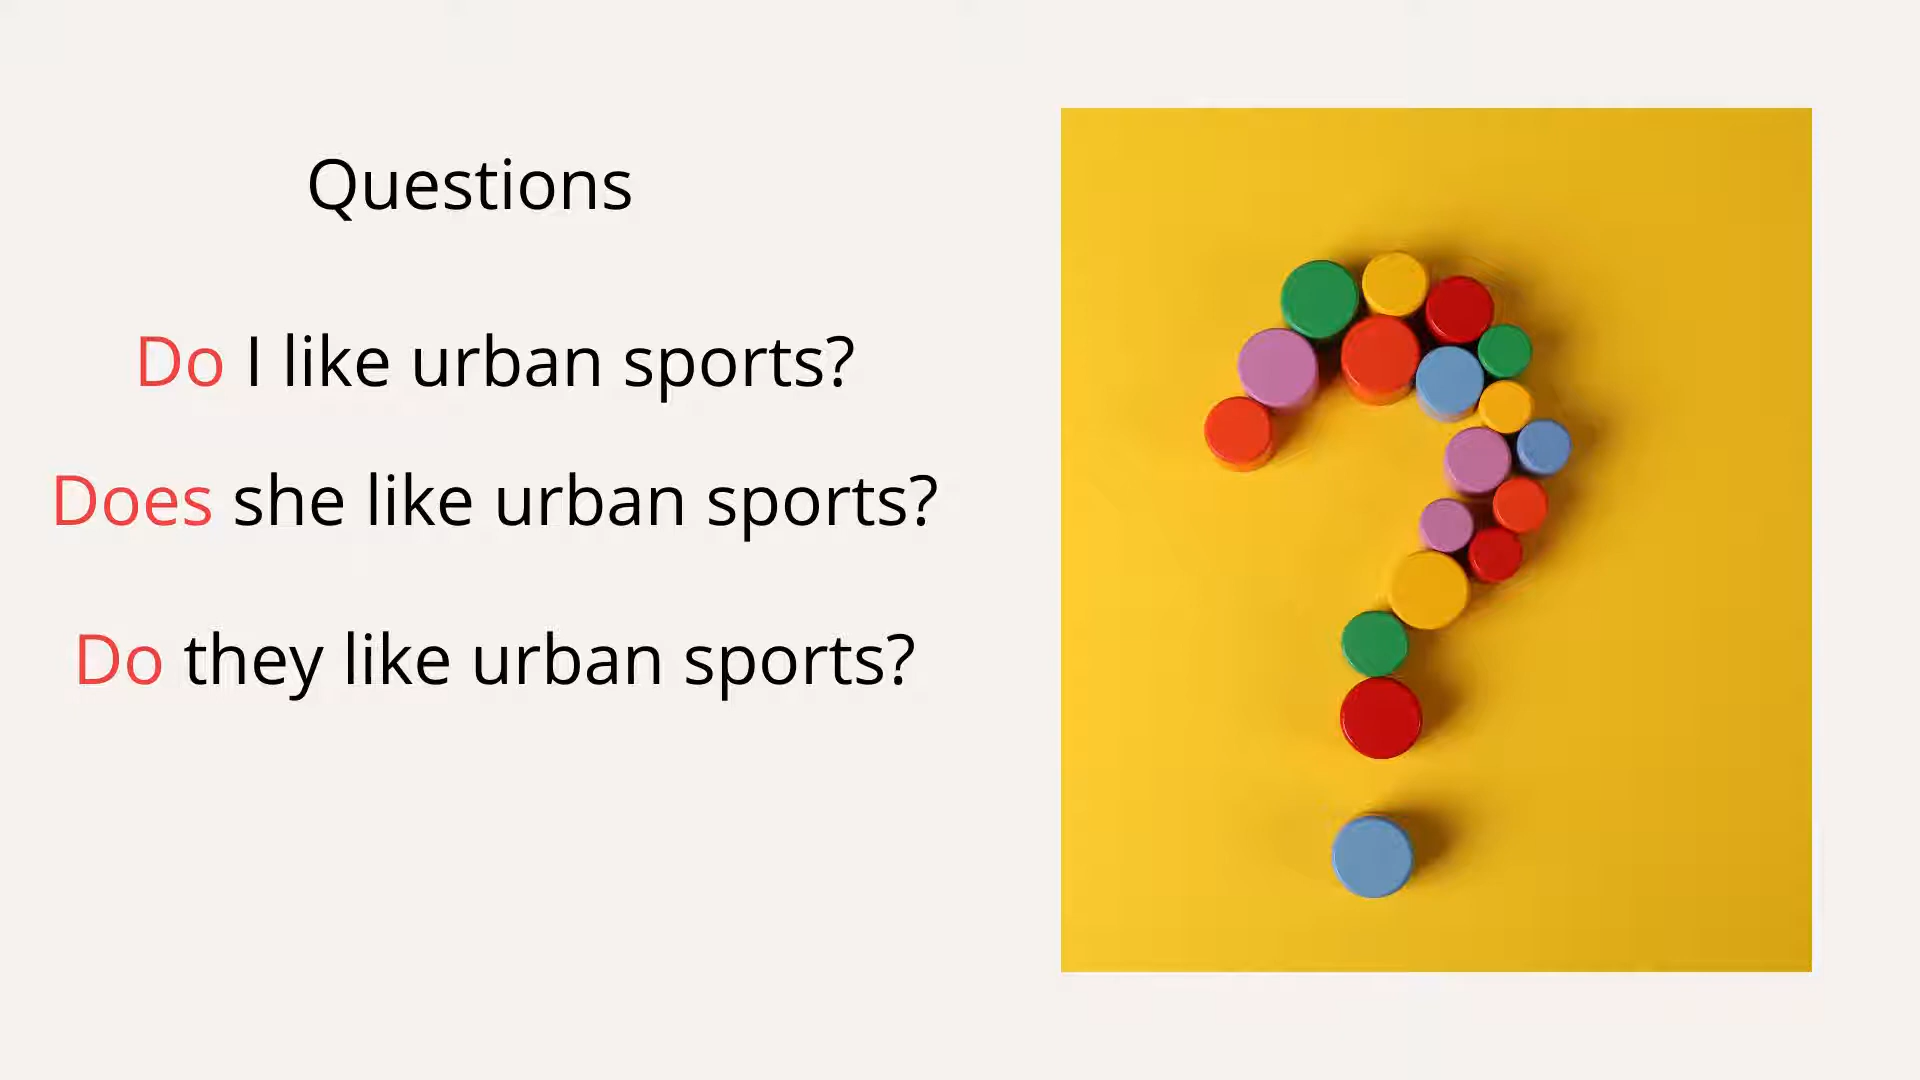 Questions
Do I like urban sports?
Does she like urban sports?
Do they like urban sports?